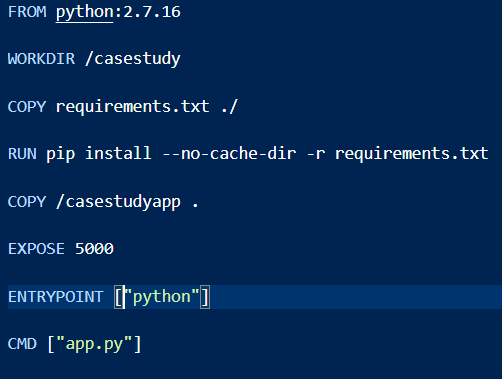 FROM python:2.7.16
WORKDIR /casestudy
COPY requirements.txt ./
RUN pip install --no-cache-dir -r requirements.txt
COPY /casestudyapp .
EXPOSE 5000
ENTRYPOINT ["python"]
CMD ["app.py"]